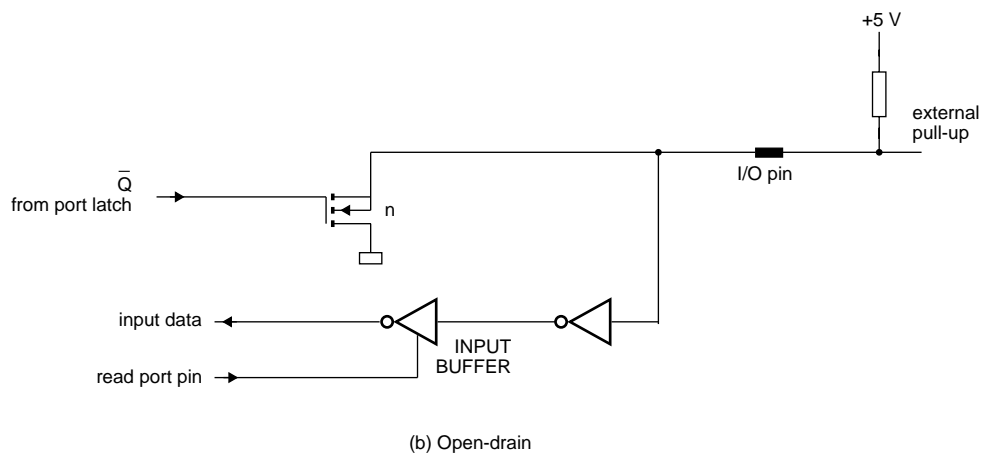 +5 V
external
pull-up
I/O pin
Q̅
from port latch
n
input data
INPUT
BUFFER
read port pin
(b) Open-drain